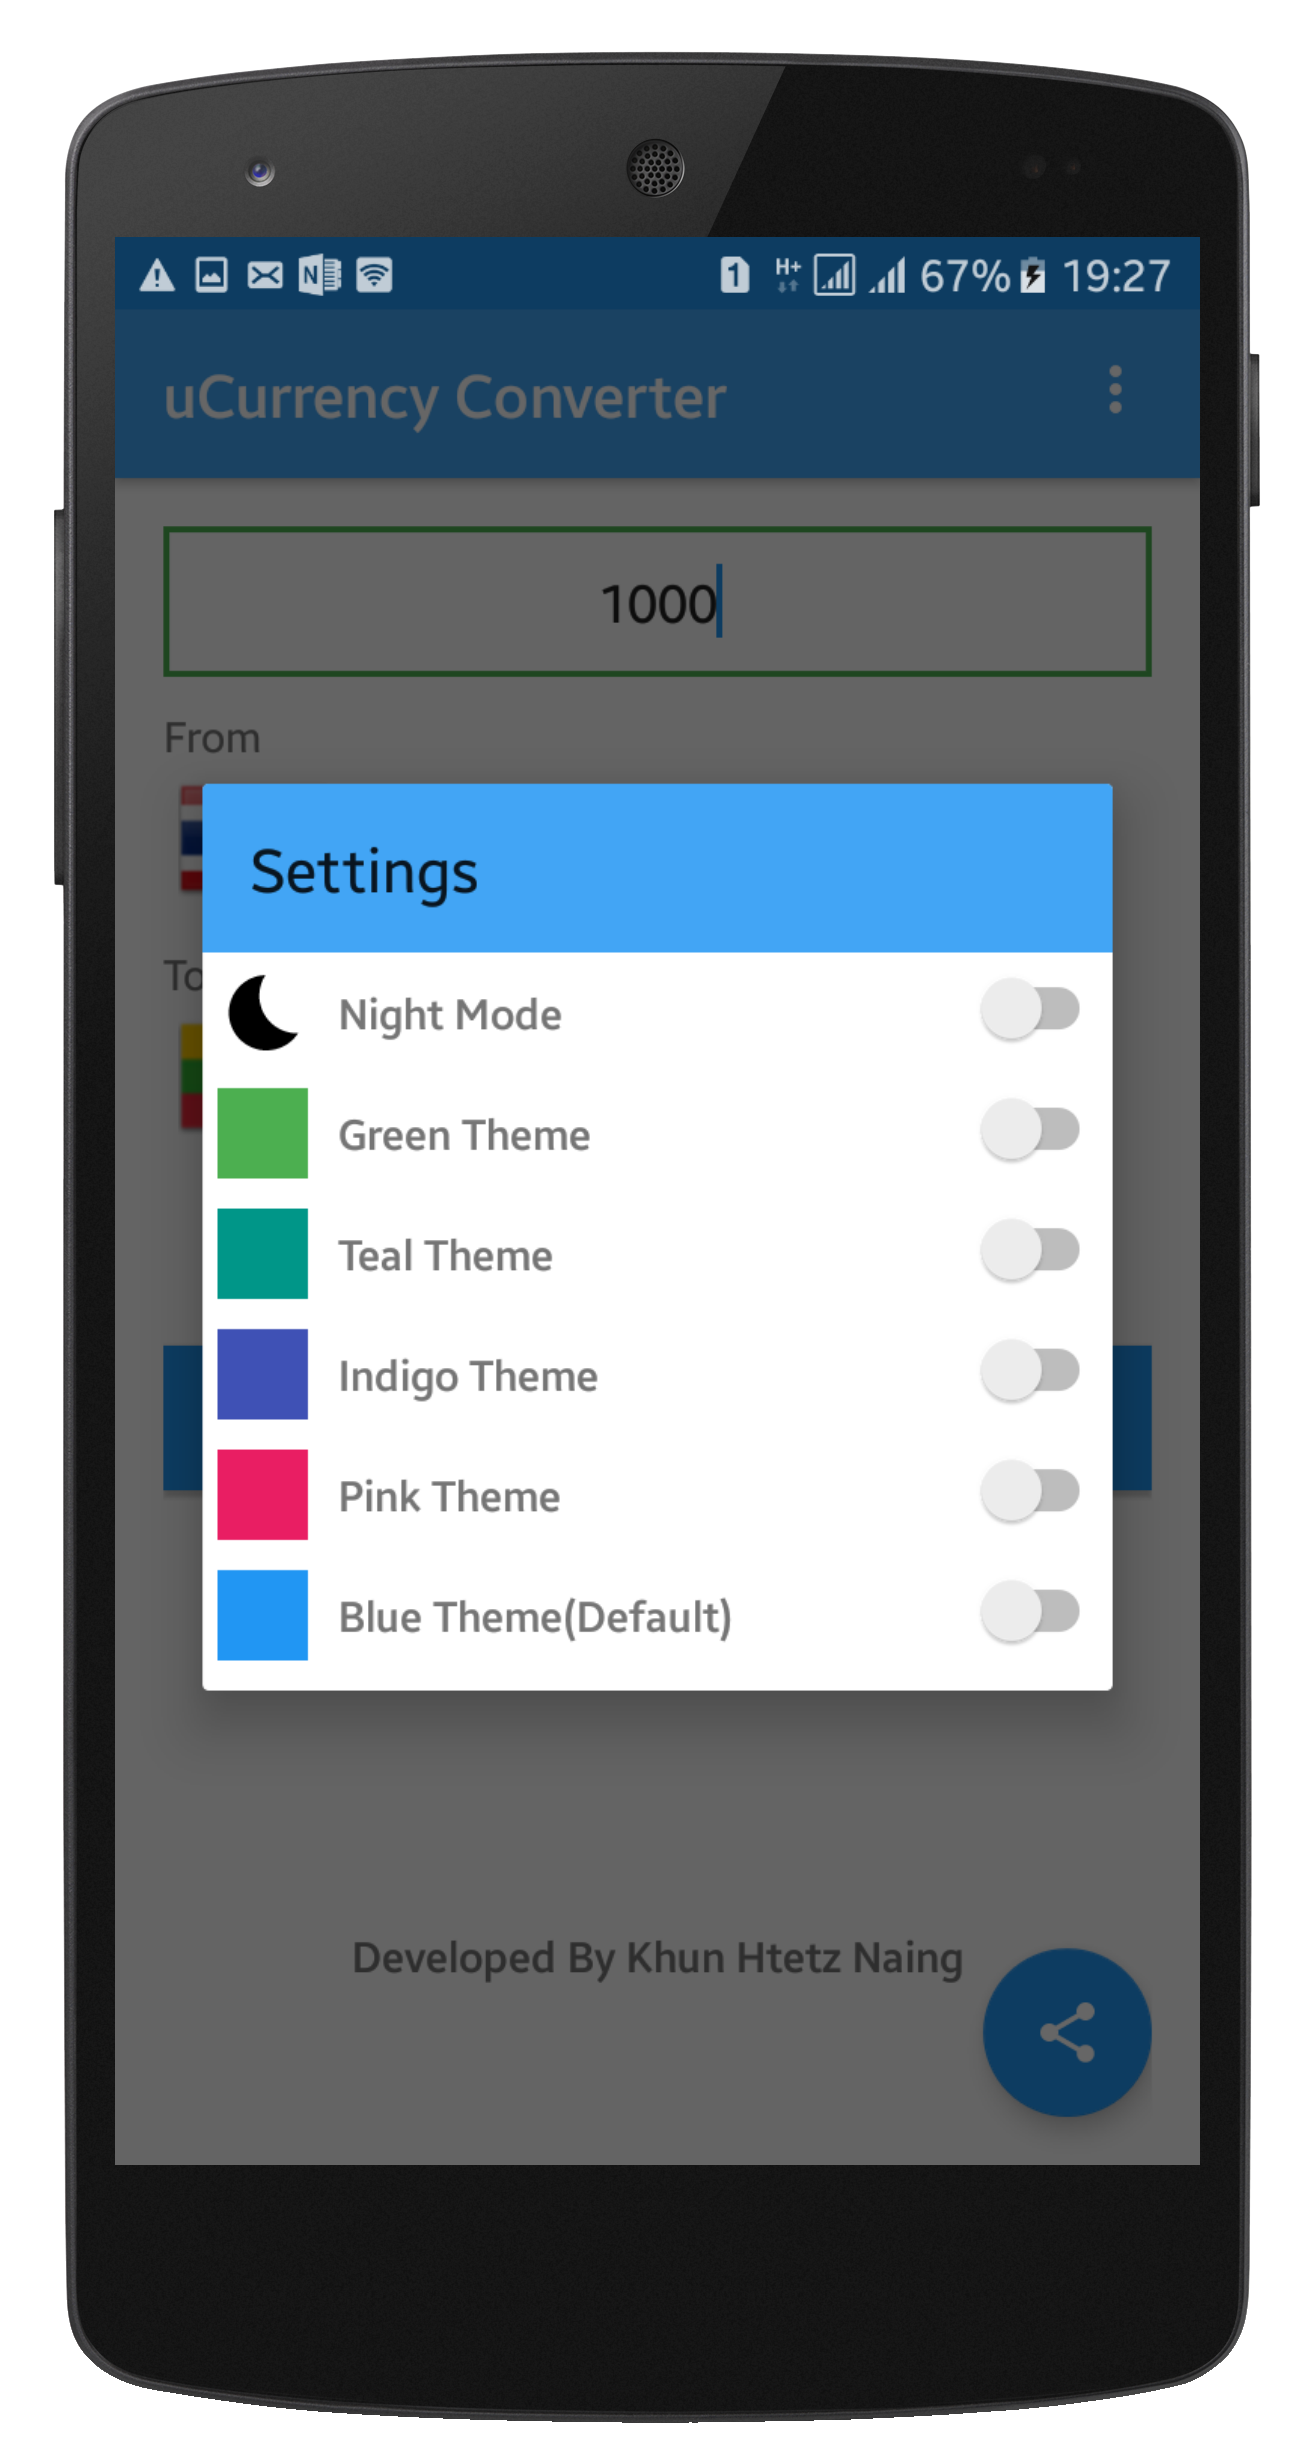 1 H+ 67% 19:27
uCurrency Converter
1000
From
Settings
To
Night Mode
Green Theme
Teal Theme
Indigo Theme
Pink Theme
Blue Theme(Default)
Developed By Khun Htetz Naing